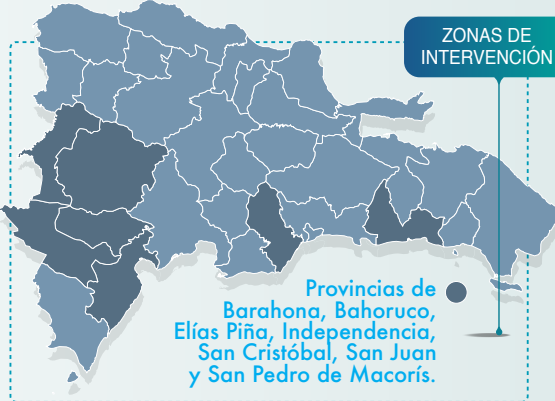 ZONAS DE
INTERVENCIÓN
Provincias de
Barahona, Bahoruco,
Elías Piña, Independencia,
San Cristóbal, San Juan
y San Pedro de Macorís.